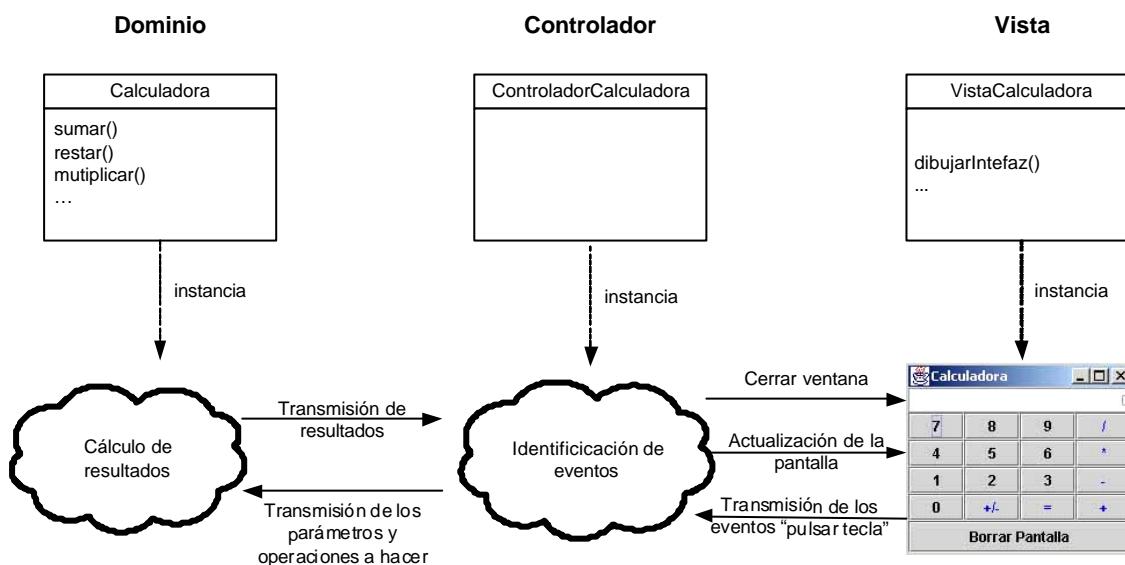 Dominio
Controlador
Vista
Calculadora
ControladorCalculadora
VistaCalculadora
sumar()
restar()
mutiplicar()
…
dibujarIntefaz()
...
instancia
instancia
instancia
Cálculo de
resultados
Transmisión de
resultados
Transmisión de los
parámetros y
operaciones a hacer
Identificicación de
eventos
Cerrar ventana
Actualización de la
pantalla
Transmisión de los
eventos "pulsar tecla"
Calculadora
7 8 9 /
4 5 6 *
1 2 3 -
0 +/- = +
Borrar Pantalla